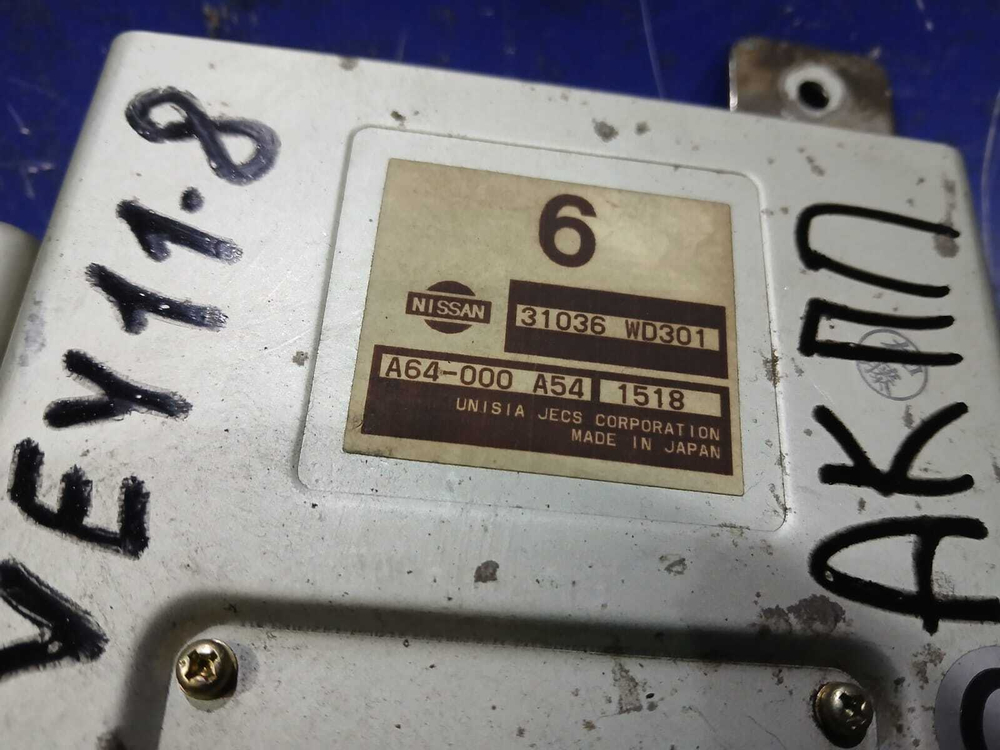 6
NISSAN
31036 WD301
A64-000 A54 1518
UNISIA JECS CORPORATION
MADE IN JAPAN
VEY11·8
АКПП